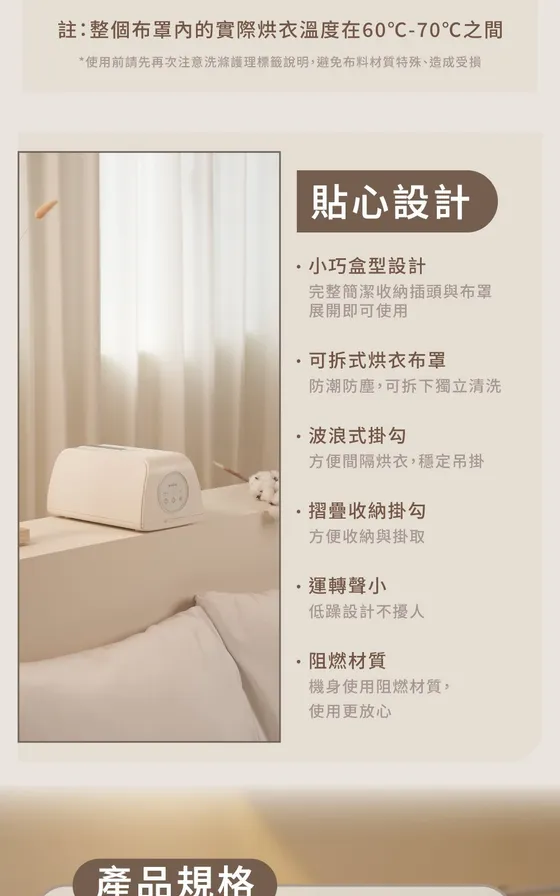 註：整個布罩內的實際烘衣溫度在60℃-70℃之間
*使用前請先再次注意洗滌護理標籤說明，避免布料材質特殊、造成受損
貼心設計
・小巧盒型設計
完整簡潔收納插頭與布罩
展開即可使用
・可拆式烘衣布罩
防潮防塵，可拆下獨立清洗
・波浪式掛勾
方便間隔烘衣，穩定吊掛
・摺疊收納掛勾
方便收納與掛取
・運轉聲小
低躁設計不擾人
・阻燃材質
機身使用阻燃材質，
使用更放心
產品規格